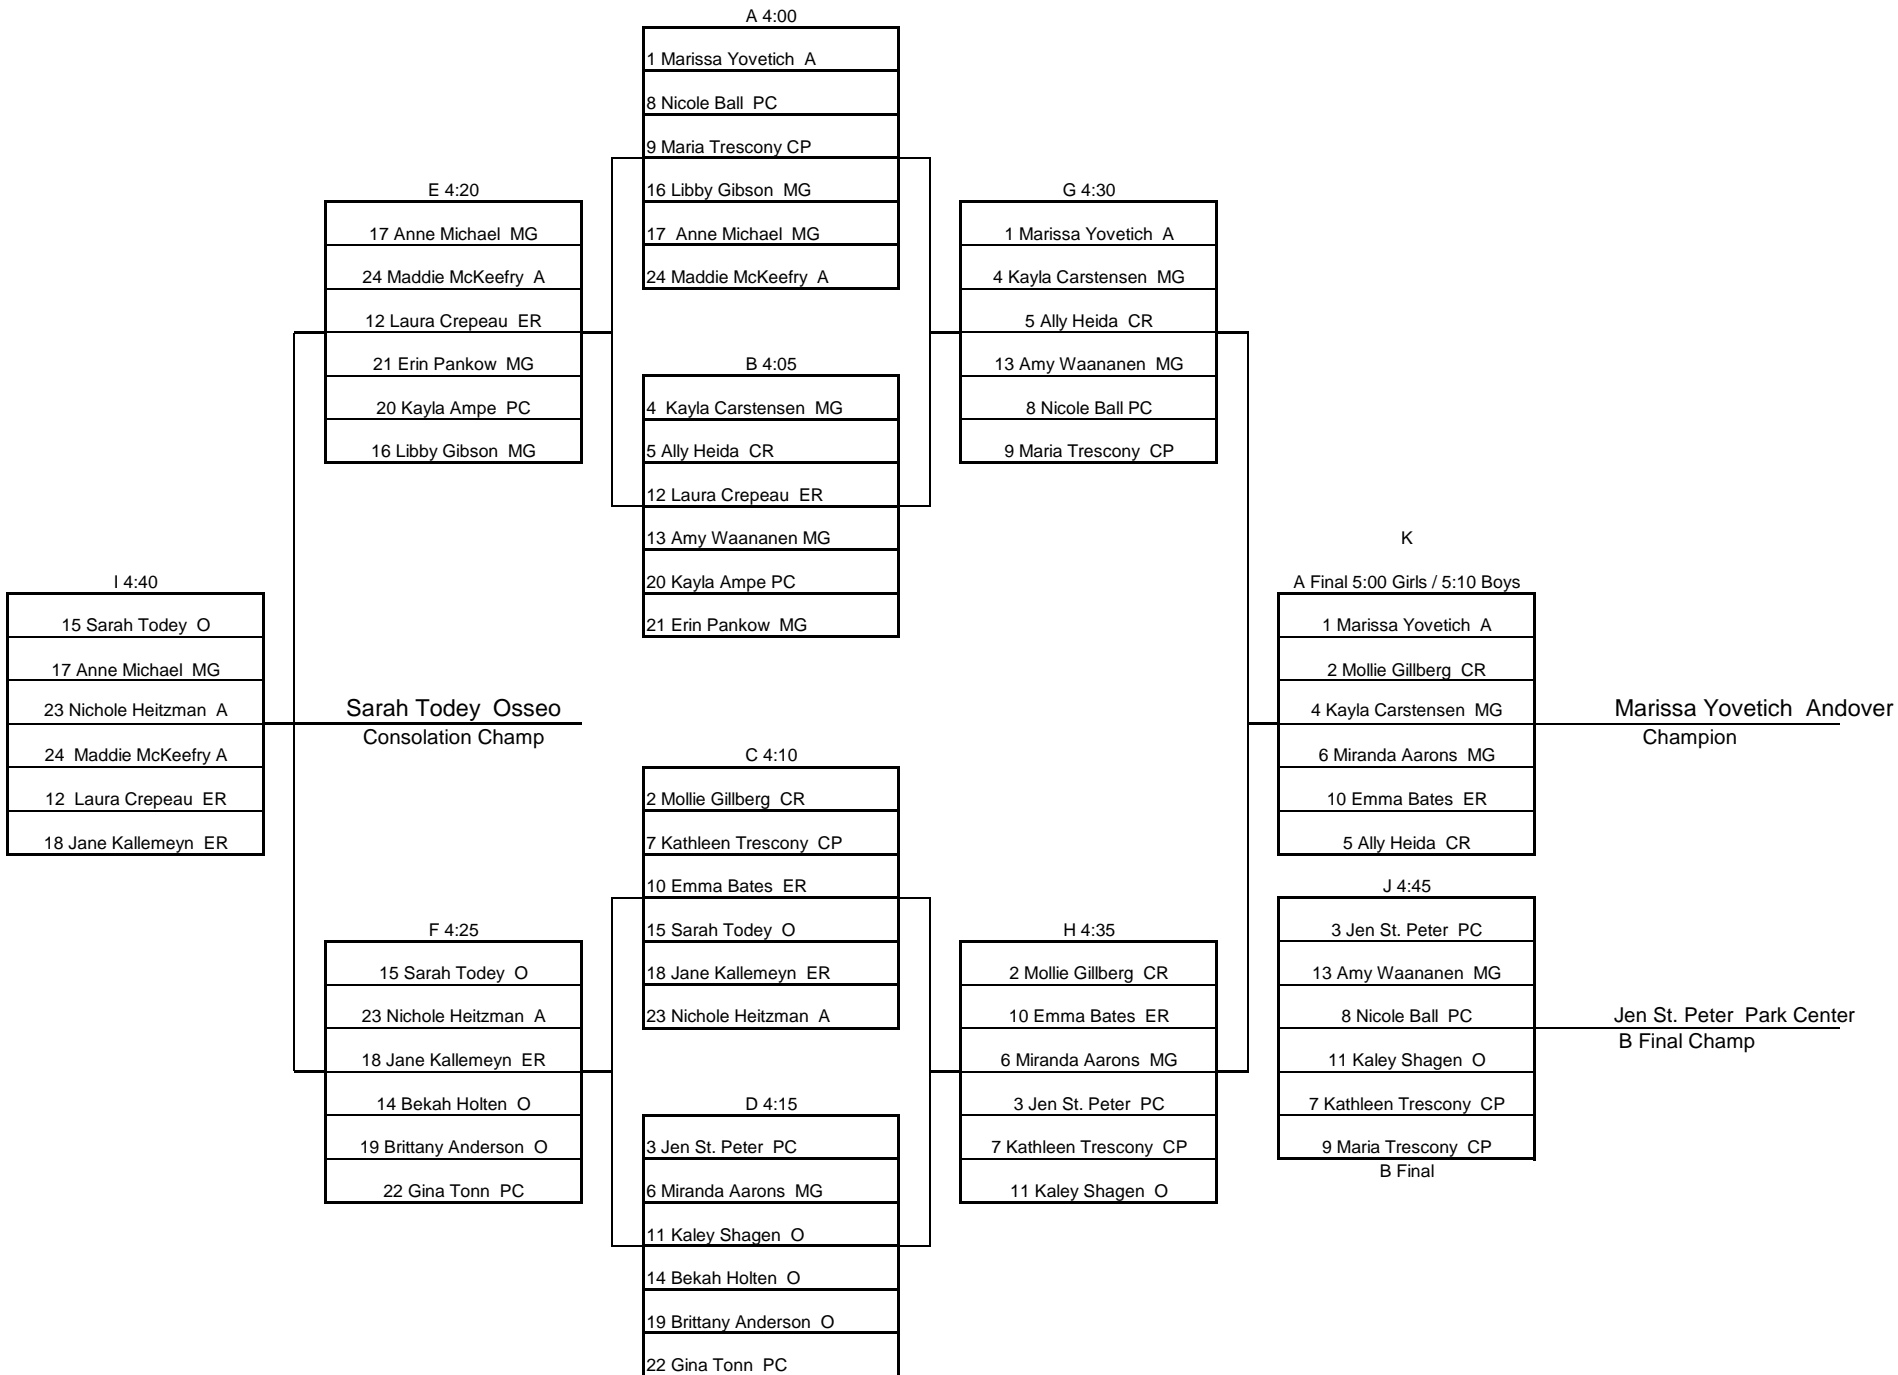 A 4:00
1 Marissa Yovetich A
8 Nicole Ball PC
9 Maria Trescony CP
16 Libby Gibson MG
17 Anne Michael MG
24 Maddie McKeefry A
E 4:20
17 Anne Michael MG
24 Maddie McKeefry A
12 Laura Crepeau ER
21 Erin Pankow MG
20 Kayla Ampe PC
16 Libby Gibson MG
G 4:30
1 Marissa Yovetich A
4 Kayla Carstensen MG
5 Ally Heida CR
13 Amy Waananen MG
8 Nicole Ball PC
9 Maria Trescony CP
B 4:05
4 Kayla Carstensen MG
5 Ally Heida CR
12 Laura Crepeau ER
13 Amy Waananen MG
20 Kayla Ampe PC
21 Erin Pankow MG
I 4:40
15 Sarah Todey O
17 Anne Michael MG
23 Nichole Heitzman A
24 Maddie McKeefry A
12 Laura Crepeau ER
18 Jane Kallemeyn ER
Sarah Todey Osseo
Consolation Champ
K
A Final 5:00 Girls / 5:10 Boys
1 Marissa Yovetich A
2 Mollie Gillberg CR
4 Kayla Carstensen MG
6 Miranda Aarons MG
10 Emma Bates ER
5 Ally Heida CR
Marissa Yovetich Andover
Champion
C 4:10
2 Mollie Gillberg CR
7 Kathleen Trescony CP
10 Emma Bates ER
15 Sarah Todey O
18 Jane Kallemeyn ER
23 Nichole Heitzman A
F 4:25
15 Sarah Todey O
23 Nichole Heitzman A
18 Jane Kallemeyn ER
14 Bekah Holten O
19 Brittany Anderson O
22 Gina Tonn PC
H 4:35
2 Mollie Gillberg CR
10 Emma Bates ER
6 Miranda Aarons MG
3 Jen St. Peter PC
7 Kathleen Trescony CP
11 Kaley Shagen O
J 4:45
3 Jen St. Peter PC
13 Amy Waananen MG
8 Nicole Ball PC
11 Kaley Shagen O
7 Kathleen Trescony CP
9 Maria Trescony CP
B Final
Jen St. Peter Park Center
B Final Champ
D 4:15
3 Jen St. Peter PC
6 Miranda Aarons MG
11 Kaley Shagen O
14 Bekah Holten O
19 Brittany Anderson O
22 Gina Tonn PC